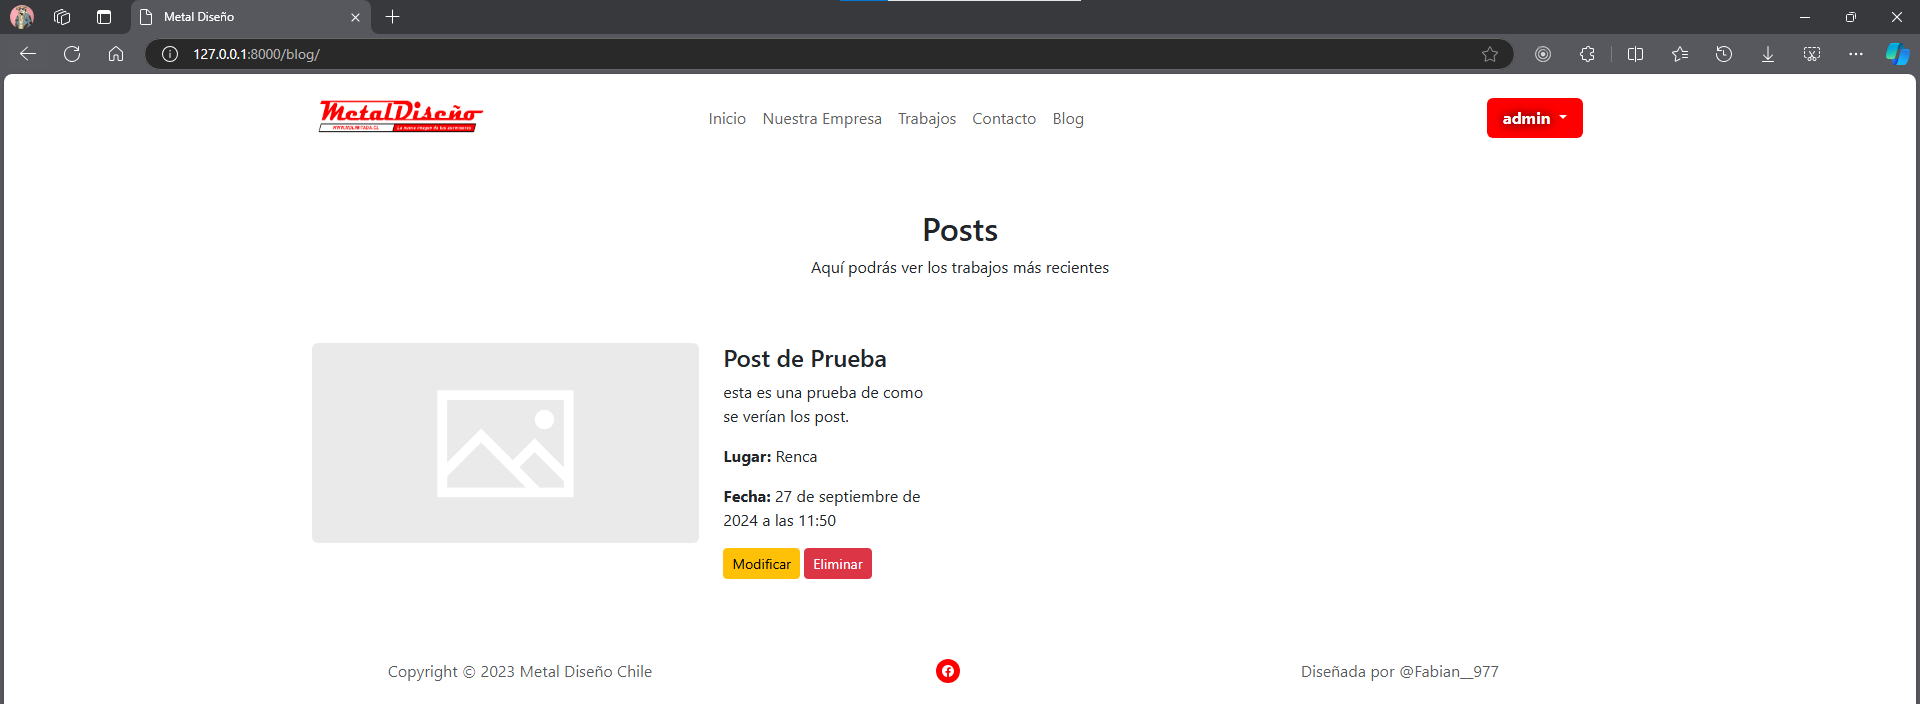 Metal Diseño
127.0.0.1:8000/blog/
MetalDiseño
Inicio
Nuestra Empresa
Trabajos
Contacto
Blog
admin
Posts
Aquí podrás ver los trabajos más recientes
Post de Prueba
esta es una prueba de como
se verían los post.
Lugar: Renca
Fecha: 27 de septiembre de
2024 a las 11:50
Modificar
Eliminar
Copyright © 2023 Metal Diseño Chile
Diseñada por @Fabian__977